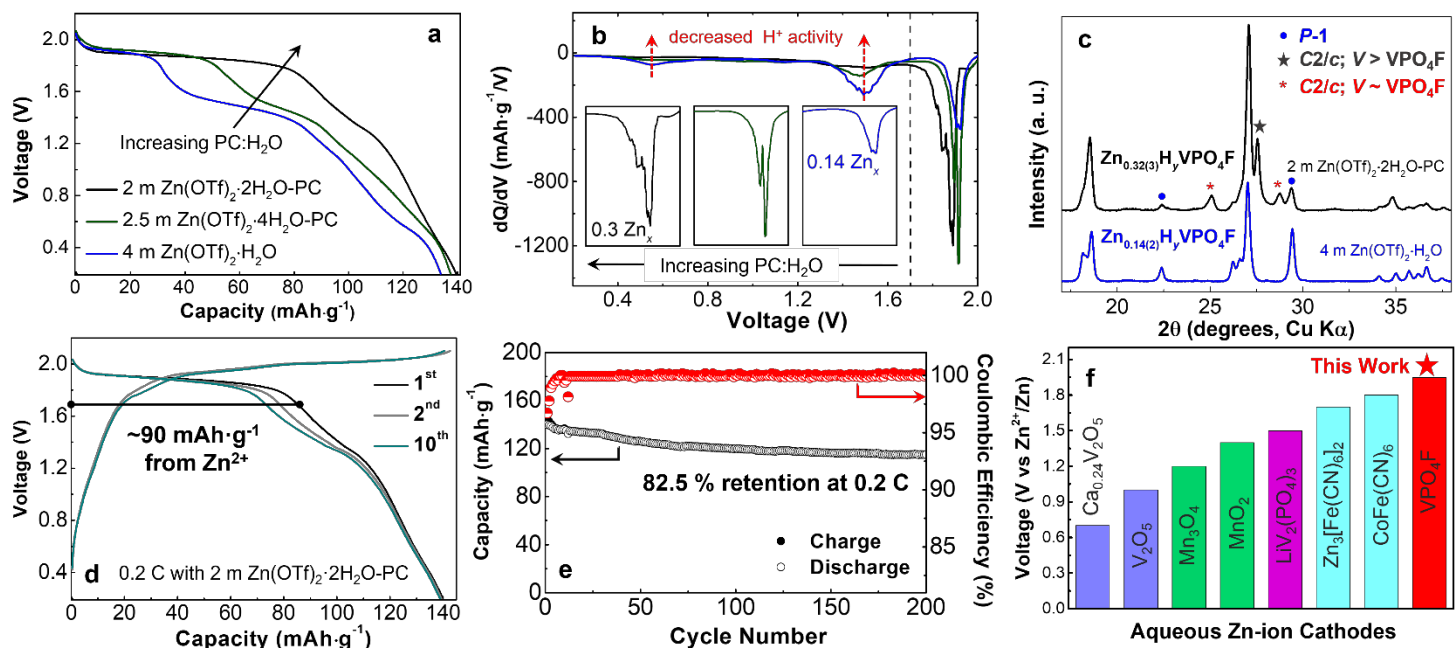 a
2.0
1.6
1.2
0.8
0.4
Voltage (V)
Increasing PC:H₂O
2 m Zn(OTf)₂·2H₂O-PC
2.5 m Zn(OTf)₂·4H₂O-PC
4 m Zn(OTf)₂·H₂O
0 20 40 60 80 100 120 140
Capacity (mAh·g⁻¹)
b
decreased H⁺ activity
0
-400
-800
-1200
dQ/dV (mAh·g⁻¹/V)
0.3 Znₓ
0.14 Znₓ
Increasing PC:H₂O
0.4 0.8 1.2 1.6 2.0
Voltage (V)
c
P-1
C2/c; V > VPO₄F
C2/c; V ~ VPO₄F
Intensity (a. u.)
Zn₀.₃₂₍₃₎HᵧVPO₄F
2 m Zn(OTf)₂·2H₂O-PC
Zn₀.₁₄₍₂₎HᵧVPO₄F
4 m Zn(OTf)₂·H₂O
20 25 30 35
2θ (degrees, Cu Kα)
2.0
1.6
1.2
0.8
0.4
Voltage (V)
1ˢᵗ
2ⁿᵈ
10ᵗʰ
~90 mAh·g⁻¹
from Zn²⁺
d
0.2 C with 2 m Zn(OTf)₂·2H₂O-PC
0 20 40 60 80 100 120 140
Capacity (mAh·g⁻¹)
200
180
160
140
120
100
80
60
40
20
0
Capacity (mAh·g⁻¹)
100
95
90
85
Coulombic Efficiency (%)
82.5 % retention at 0.2 C
Charge
Discharge
e
0 50 100 150 200
Cycle Number
f
2.1
1.8
1.5
1.2
0.9
0.6
0.3
0.0
Voltage (V vs Zn²⁺/Zn)
This Work
Ca₀.₂₄V₂O₅
V₂O₅
Mn₃O₄
MnO₂
LiV₂(PO₄)₃
Zn₃[Fe(CN)₆]₂
CoFe(CN)₆
VPO₄F
Aqueous Zn-ion Cathodes